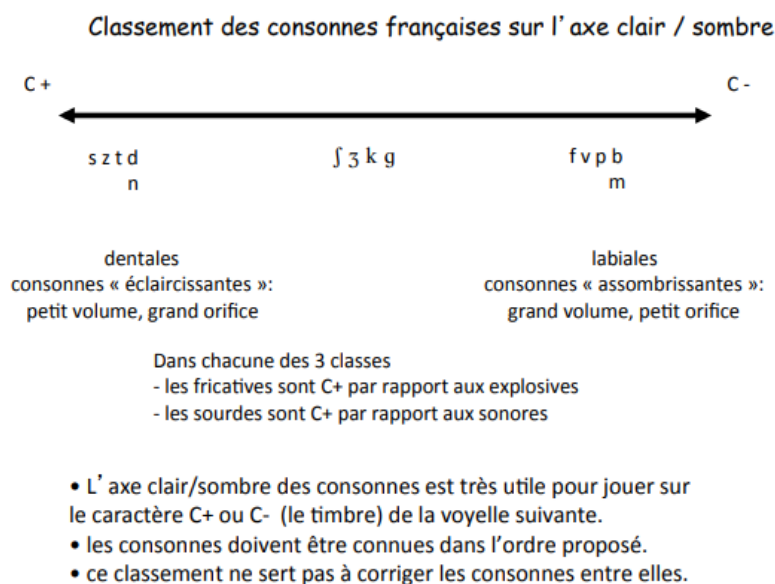 Classement des consonnes françaises sur l'axe clair / sombre
C + C -
s z t d ʃ ʒ k g f v p b
n m
dentales labiales
consonnes « éclaircissantes »: consonnes « assombrissantes »:
petit volume, grand orifice grand volume, petit orifice
Dans chacune des 3 classes
- les fricatives sont C+ par rapport aux explosives
- les sourdes sont C+ par rapport aux sonores
• L' axe clair/sombre des consonnes est très utile pour jouer sur
le caractère C+ ou C- (le timbre) de la voyelle suivante.
• les consonnes doivent être connues dans l'ordre proposé.
• ce classement ne sert pas à corriger les consonnes entre elles.